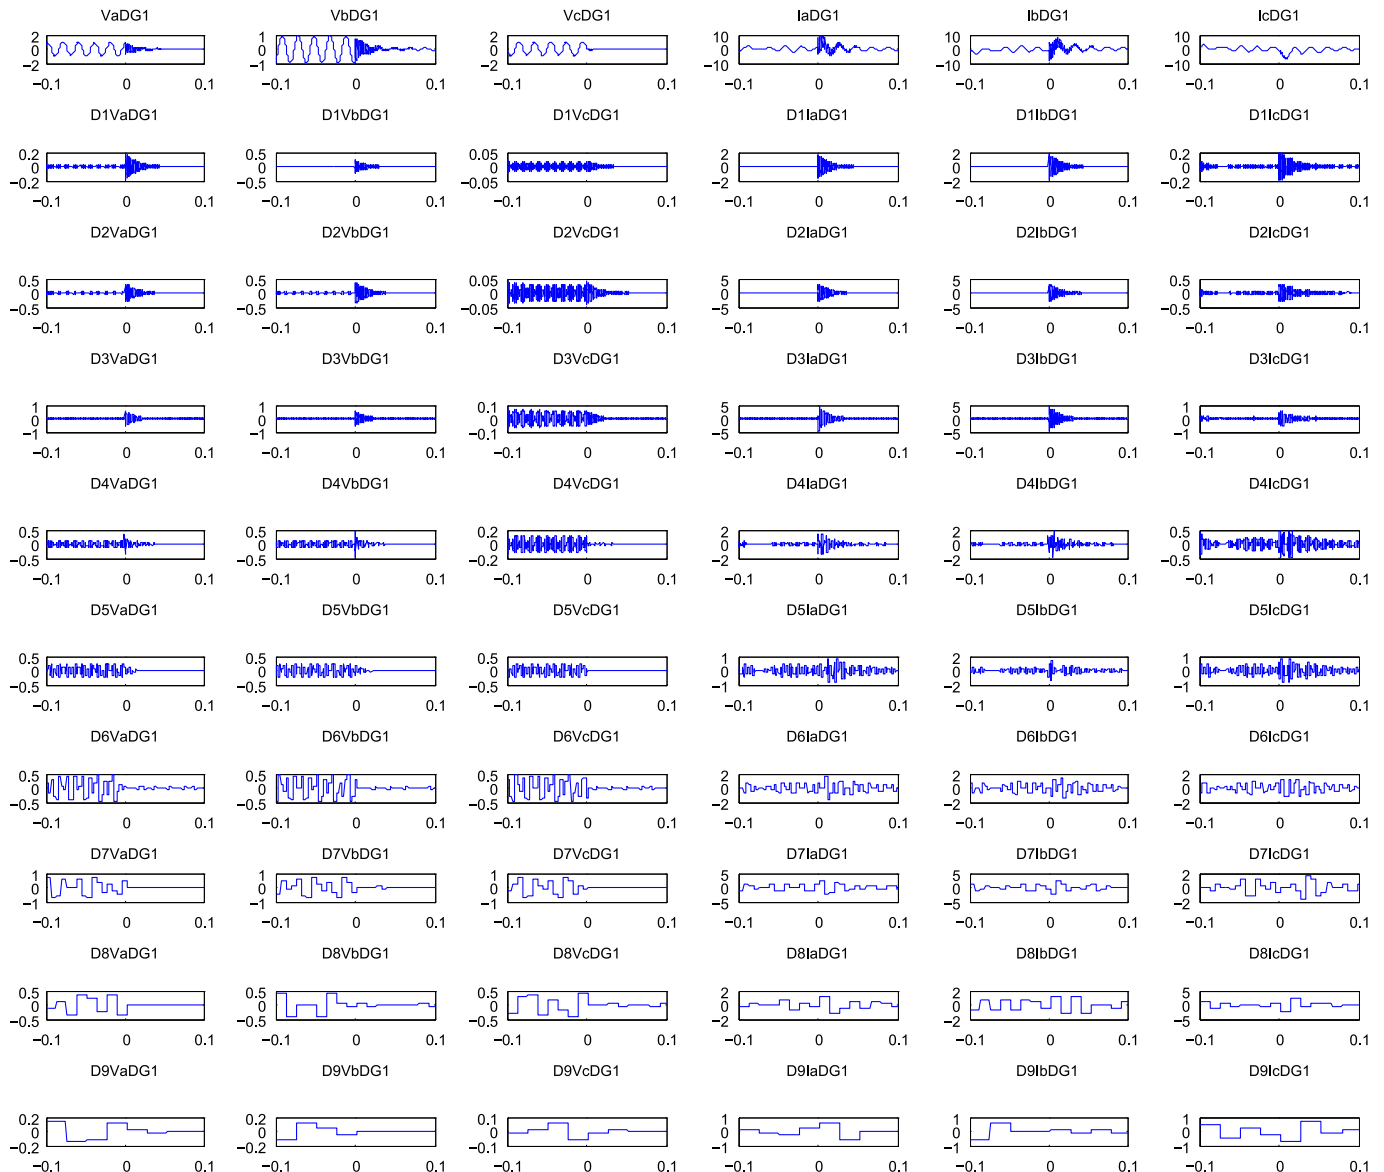 VaDG1 VbDG1 VcDG1 IaDG1 IbDG1 IcDG1
2 1 2 10 10 10
0 0 0 0 0 0
−2 −1 −2 −10 −10 −10
−0.1 0 0.1 −0.1 0 0.1 −0.1 0 0.1 −0.1 0 0.1 −0.1 0 0.1 −0.1 0 0.1
D1VaDG1 D1VbDG1 D1VcDG1 D1IaDG1 D1IbDG1 D1IcDG1
0.2 0.5 0.05 2 2 0.2
0 0 0 0 0 0
−0.2 −0.5 −0.05 −2 −2 −0.2
−0.1 0 0.1 −0.1 0 0.1 −0.1 0 0.1 −0.1 0 0.1 −0.1 0 0.1 −0.1 0 0.1
D2VaDG1 D2VbDG1 D2VcDG1 D2IaDG1 D2IbDG1 D2IcDG1
0.5 0.5 0.05 5 5 0.5
0 0 0 0 0 0
−0.5 −0.5 −0.05 −5 −5 −0.5
−0.1 0 0.1 −0.1 0 0.1 −0.1 0 0.1 −0.1 0 0.1 −0.1 0 0.1 −0.1 0 0.1
D3VaDG1 D3VbDG1 D3VcDG1 D3IaDG1 D3IbDG1 D3IcDG1
1 1 0.1 5 5 1
0 0 0 0 0 0
−1 −1 −0.1 −5 −5 −1
−0.1 0 0.1 −0.1 0 0.1 −0.1 0 0.1 −0.1 0 0.1 −0.1 0 0.1 −0.1 0 0.1
D4VaDG1 D4VbDG1 D4VcDG1 D4IaDG1 D4IbDG1 D4IcDG1
0.5 0.5 0.2 2 2 0.5
0 0 0 0 0 0
−0.5 −0.5 −0.2 −2 −2 −0.5
−0.1 0 0.1 −0.1 0 0.1 −0.1 0 0.1 −0.1 0 0.1 −0.1 0 0.1 −0.1 0 0.1
D5VaDG1 D5VbDG1 D5VcDG1 D5IaDG1 D5IbDG1 D5IcDG1
0.5 0.5 0.5 1 2 1
0 0 0 0 0 0
−0.5 −0.5 −0.5 −1 −2 −1
−0.1 0 0.1 −0.1 0 0.1 −0.1 0 0.1 −0.1 0 0.1 −0.1 0 0.1 −0.1 0 0.1
D6VaDG1 D6VbDG1 D6VcDG1 D6IaDG1 D6IbDG1 D6IcDG1
0.5 0.5 0.5 2 2 2
0 0 0 0 0 0
−0.5 −0.5 −0.5 −2 −2 −2
−0.1 0 0.1 −0.1 0 0.1 −0.1 0 0.1 −0.1 0 0.1 −0.1 0 0.1 −0.1 0 0.1
D7VaDG1 D7VbDG1 D7VcDG1 D7IaDG1 D7IbDG1 D7IcDG1
1 1 1 5 5 2
0 0 0 0 0 0
−1 −1 −1 −5 −5 −2
−0.1 0 0.1 −0.1 0 0.1 −0.1 0 0.1 −0.1 0 0.1 −0.1 0 0.1 −0.1 0 0.1
D8VaDG1 D8VbDG1 D8VcDG1 D8IaDG1 D8IbDG1 D8IcDG1
0.5 0.5 0.5 2 2 5
0 0 0 0 0 0
−0.5 −0.5 −0.5 −2 −2 −5
−0.1 0 0.1 −0.1 0 0.1 −0.1 0 0.1 −0.1 0 0.1 −0.1 0 0.1 −0.1 0 0.1
D9VaDG1 D9VbDG1 D9VcDG1 D9IaDG1 D9IbDG1 D9IcDG1
0.2 0.2 0.1 1 1 1
0 0 0 0 0 0
−0.2 −0.2 −0.1 −1 −1 −1
−0.1 0 0.1 −0.1 0 0.1 −0.1 0 0.1 −0.1 0 0.1 −0.1 0 0.1 −0.1 0 0.1